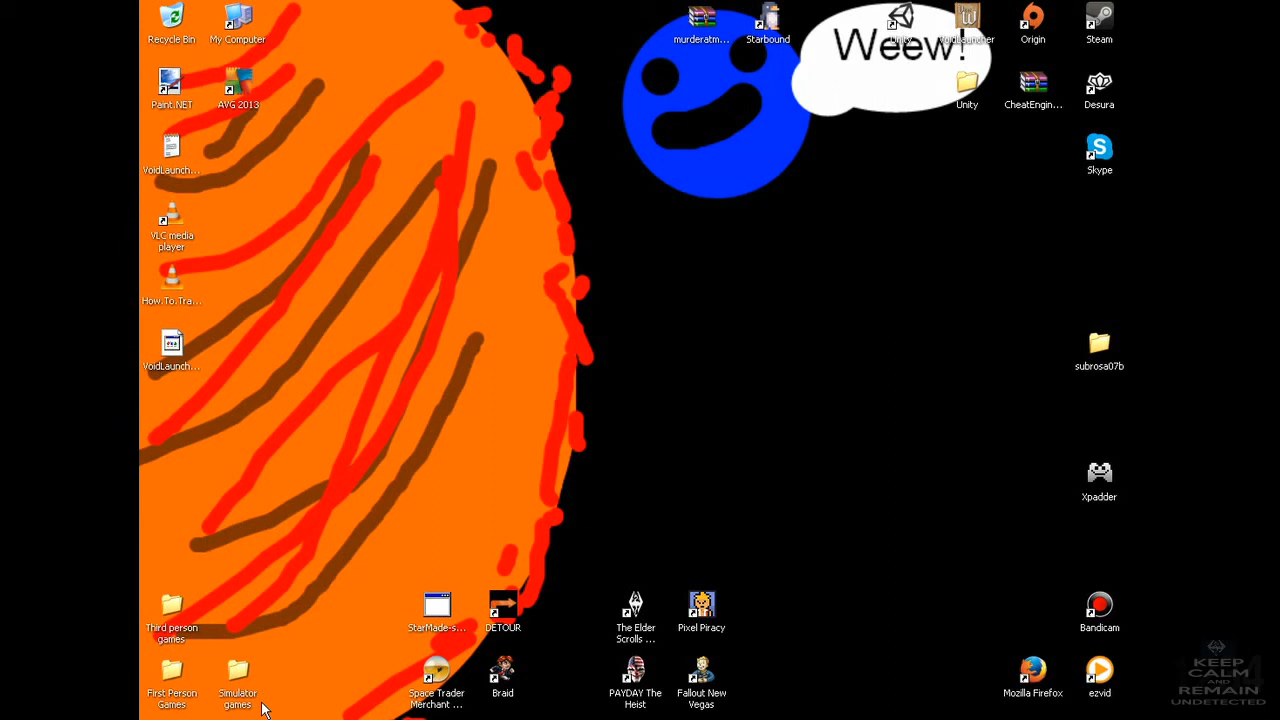 Recycle Bin
My Computer
murderatm...
Starbound
Unity
VoidLauncher
Origin
Steam
Weew!
Paint.NET
AVG 2013
Unity
CheatEngin...
Desura
VoidLaunch...
Skype
VLC media
player
How.To.Tra...
VoidLaunch...
subrosa07b
Xpadder
Third person
games
StarMade-s...
DETOUR
The Elder
Scrolls ...
Pixel Piracy
Bandicam
First Person
Games
Simulator
games
Space Trader
Merchant ...
Braid
PAYDAY The
Heist
Fallout New
Vegas
Mozilla Firefox
ezvid
KEEP
CALM
AND
REMAIN
UNDETECTED